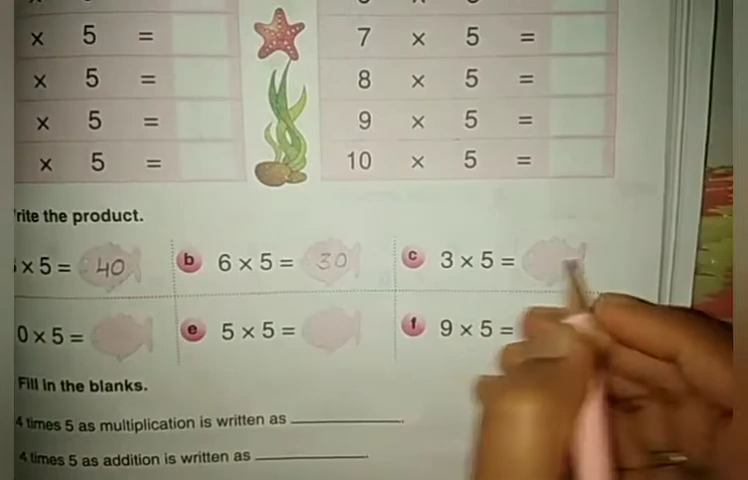 x 5 = 7 x 5 =
x 5 = 8 x 5 =
x 5 = 9 x 5 =
x 5 = 10 x 5 =
rite the product.
x 5 = 40 b 6 x 5 = 30 c 3 x 5 =
0 x 5 = e 5 x 5 = f 9 x 5 =
Fill in the blanks.
4 times 5 as multiplication is written as ___.
4 times 5 as addition is written as ___.